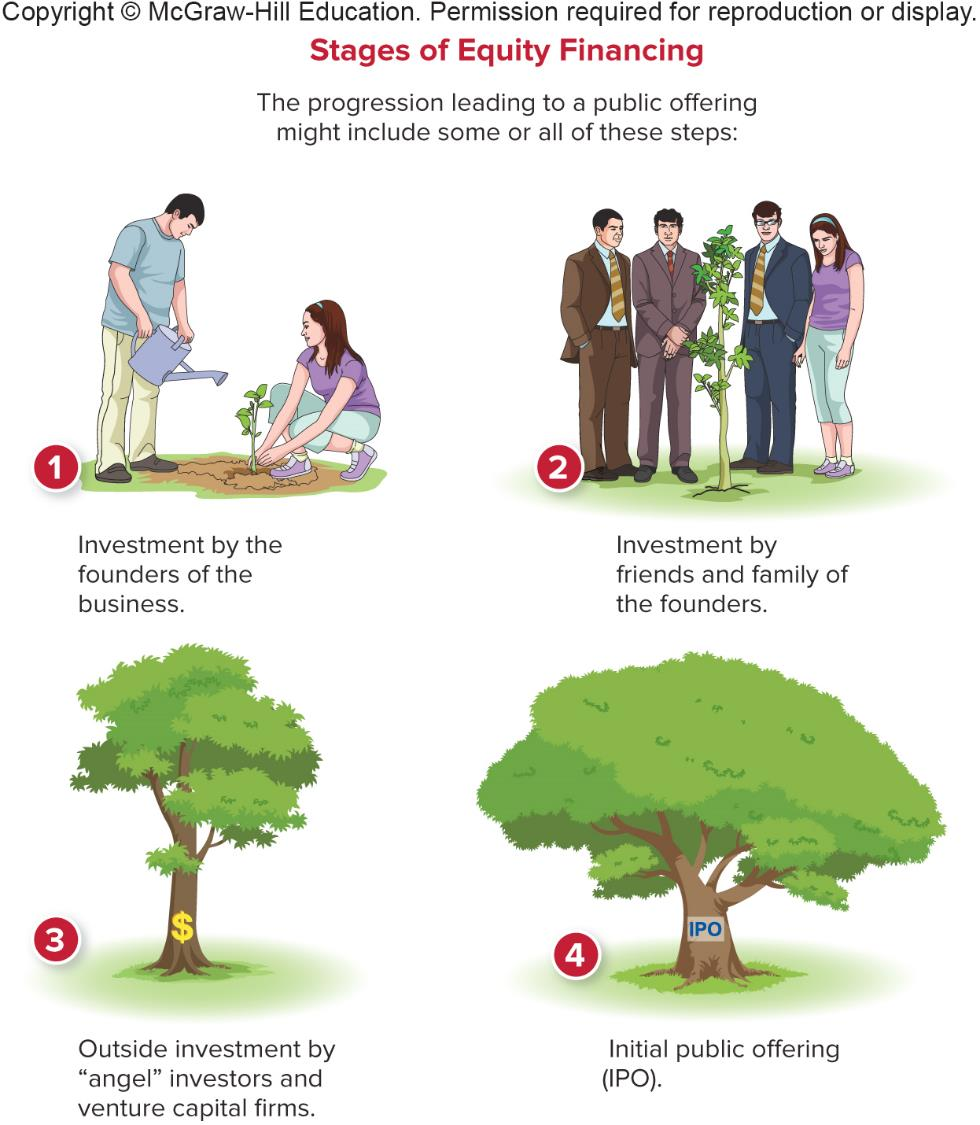 Copyright © McGraw-Hill Education. Permission required for reproduction or display.
Stages of Equity Financing
The progression leading to a public offering
might include some or all of these steps:
1
Investment by the
founders of the
business.
2
Investment by
friends and family of
the founders.
3
$
Outside investment by
“angel” investors and
venture capital firms.
4
IPO
Initial public offering
(IPO).